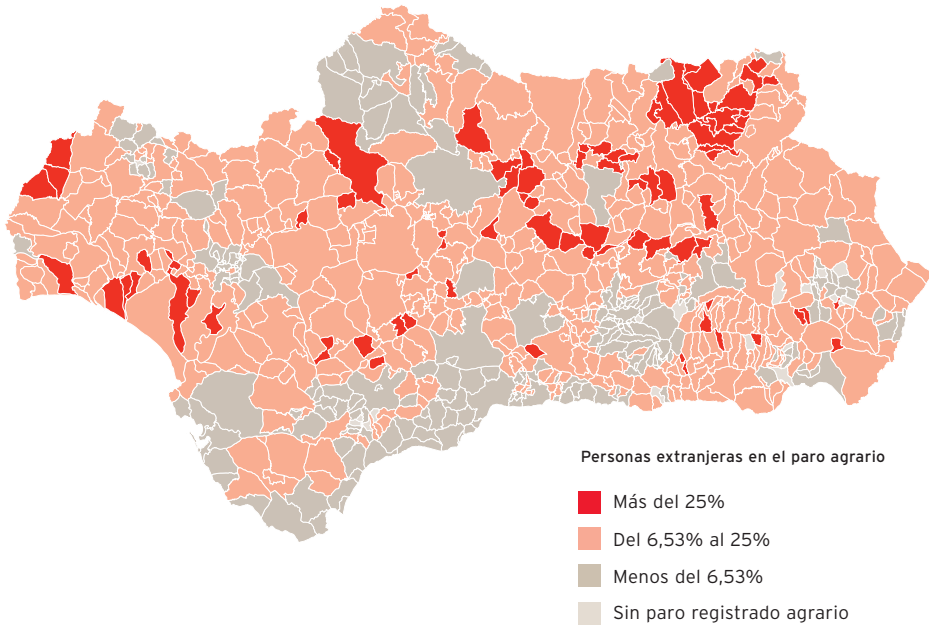 Personas extranjeras en el paro agrario
Más del 25%
Del 6,53% al 25%
Menos del 6,53%
Sin paro registrado agrario